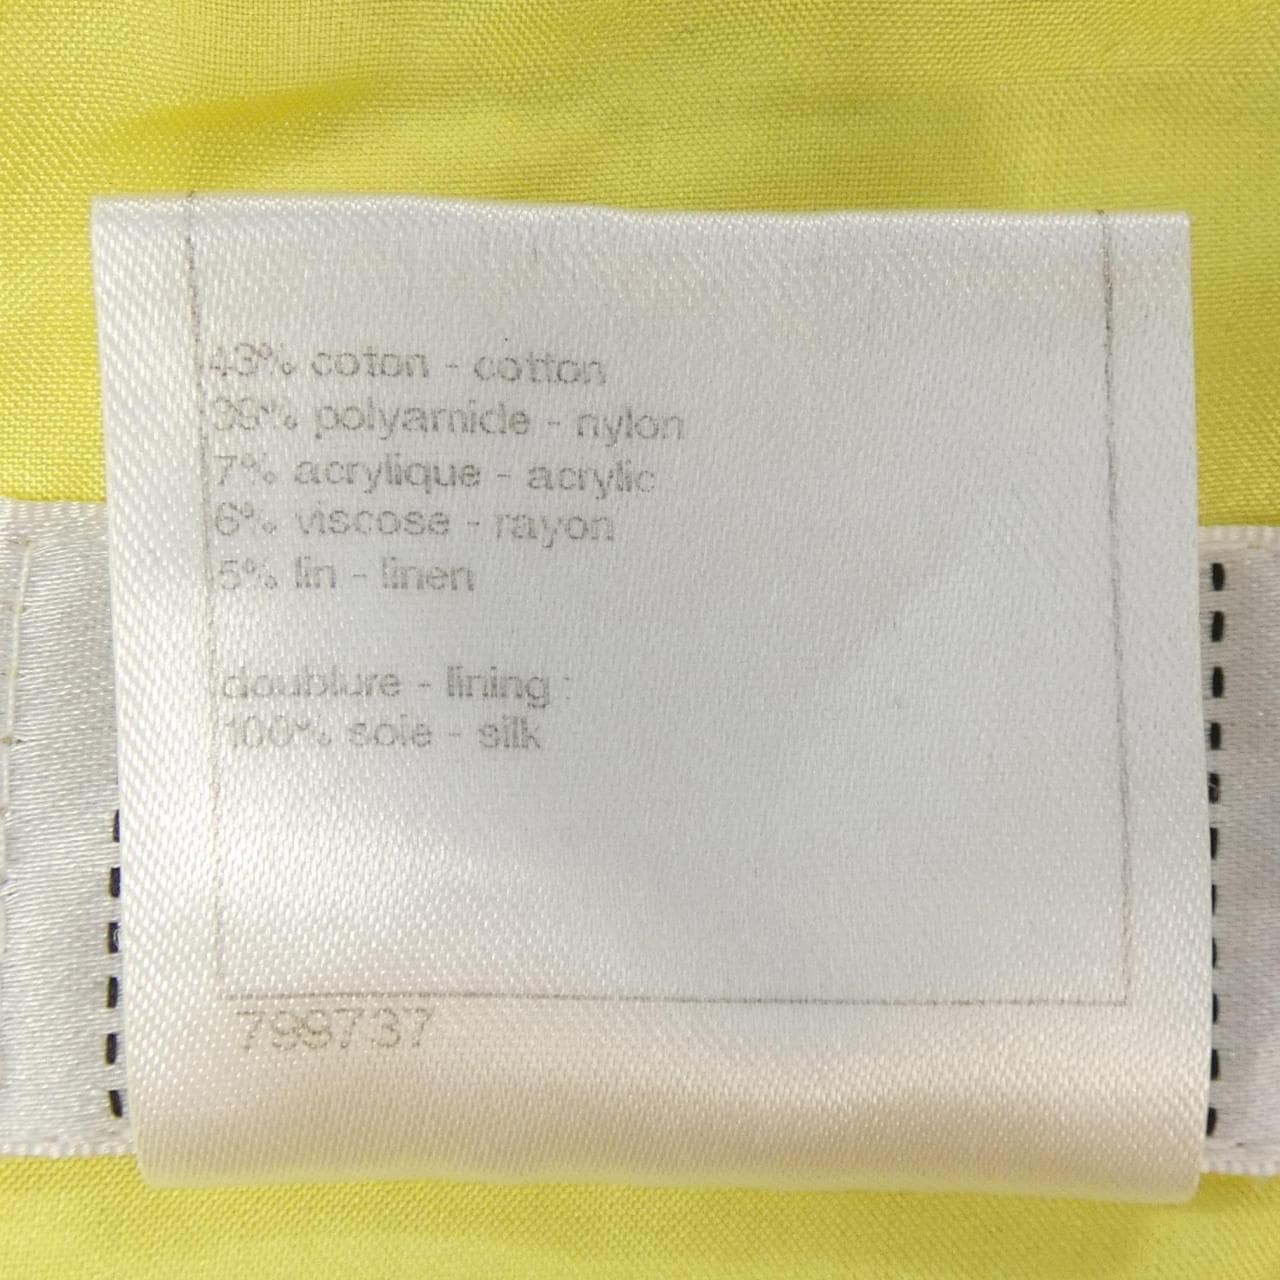 43% coton - cotton
39% polyamide - nylon
7% acrylique - acrylic
6% viscose - rayon
5% lin - linen
doublure - lining :
100% soie - silk
799737